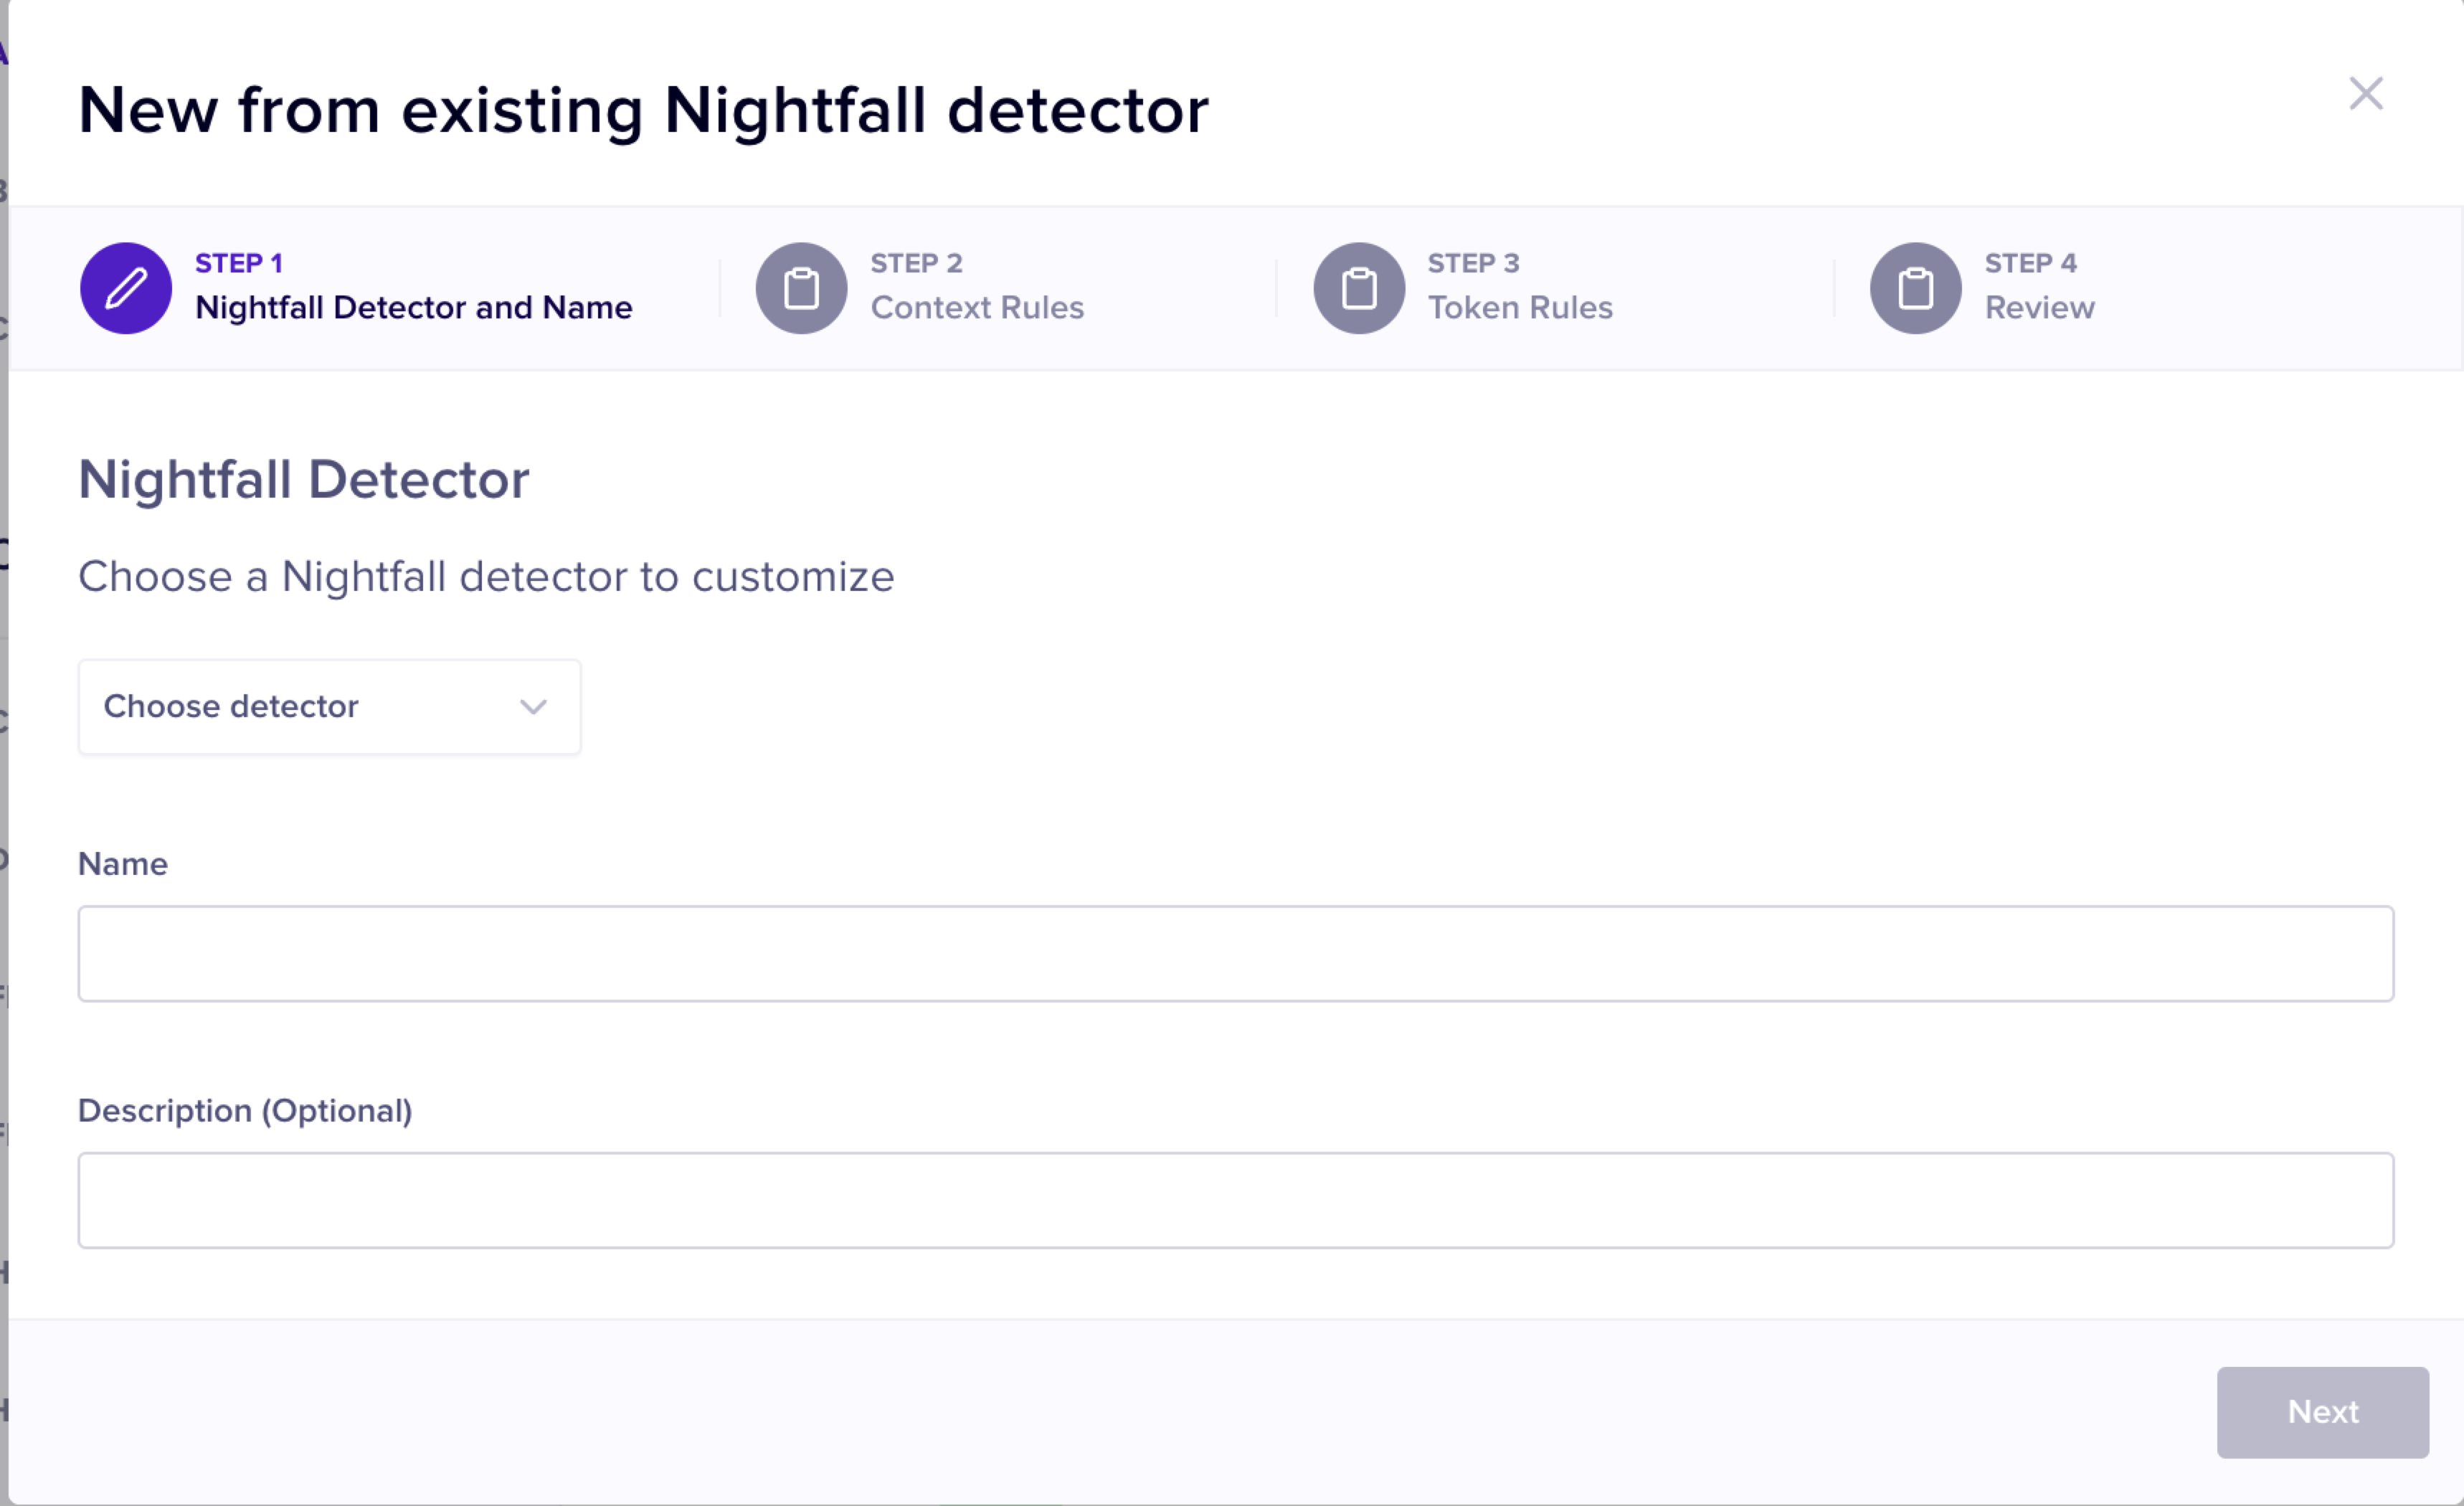 New from existing Nightfall detector
STEP 1
Nightfall Detector and Name
STEP 2
Context Rules
STEP 3
Token Rules
STEP 4
Review
Nightfall Detector
Choose a Nightfall detector to customize
Choose detector
Name
Description (Optional)
Next